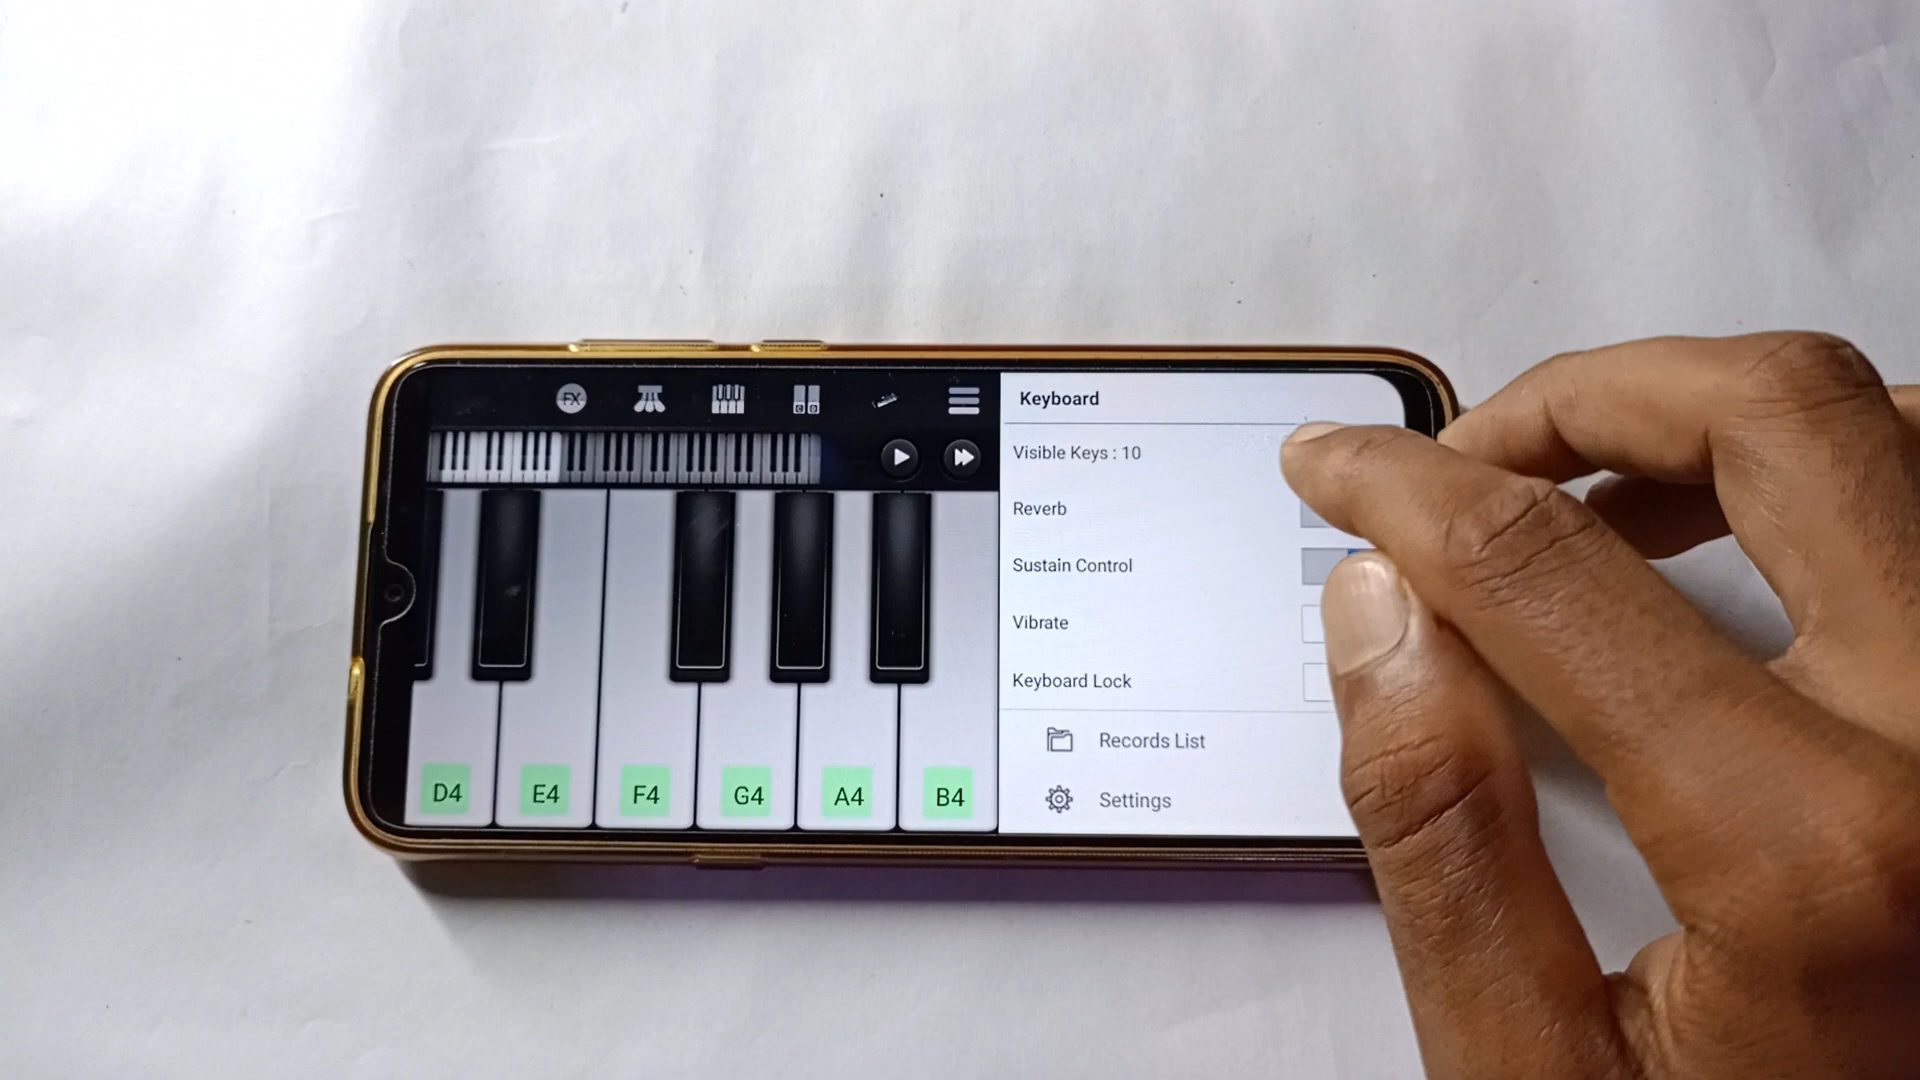 FX
Keyboard
Visible Keys : 10
Reverb
Sustain Control
Vibrate
Keyboard Lock
Records List
Settings
D4 E4 F4 G4 A4 B4